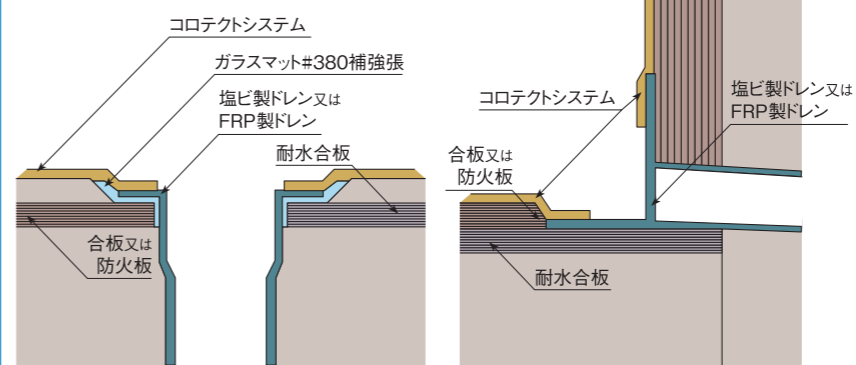 コロテクトシステム
ガラスマット#380補強張
塩ビ製ドレン又は
FRP製ドレン
耐水合板
合板又は
防火板
コロテクトシステム
塩ビ製ドレン又は
FRP製ドレン
合板又は
防火板
耐水合板